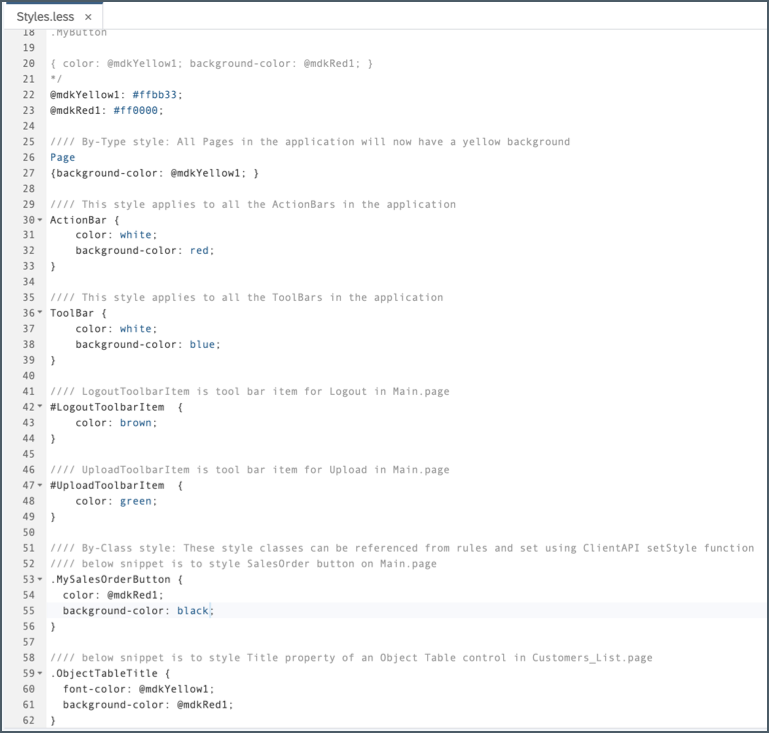 Styles.less ×
18 .MyButton
19
20 { color: @mdkYellow1; background-color: @mdkRed1; }
21 */
22 @mdkYellow1: #ffbb33;
23 @mdkRed1: #ff0000;
24
25 //// By-Type style: All Pages in the application will now have a yellow background
26 Page
27 {background-color: @mdkYellow1; }
28
29 //// This style applies to all the ActionBars in the application
30 ActionBar {
31     color: white;
32     background-color: red;
33 }
34
35 //// This style applies to all the ToolBars in the application
36 ToolBar {
37     color: white;
38     background-color: blue;
39 }
40
41 //// LogoutToolbarItem is tool bar item for Logout in Main.page
42 #LogoutToolbarItem  {
43     color: brown;
44 }
45
46 //// UploadToolbarItem is tool bar item for Upload in Main.page
47 #UploadToolbarItem  {
48     color: green;
49 }
50
51 //// By-Class style: These style classes can be referenced from rules and set using ClientAPI setStyle function
52 //// below snippet is to style SalesOrder button on Main.page
53 .MySalesOrderButton {
54   color: @mdkRed1;
55   background-color: black;
56 }
57
58 //// below snippet is to style Title property of an Object Table control in Customers_List.page
59 .ObjectTableTitle {
60   font-color: @mdkYellow1;
61   background-color: @mdkRed1;
62 }